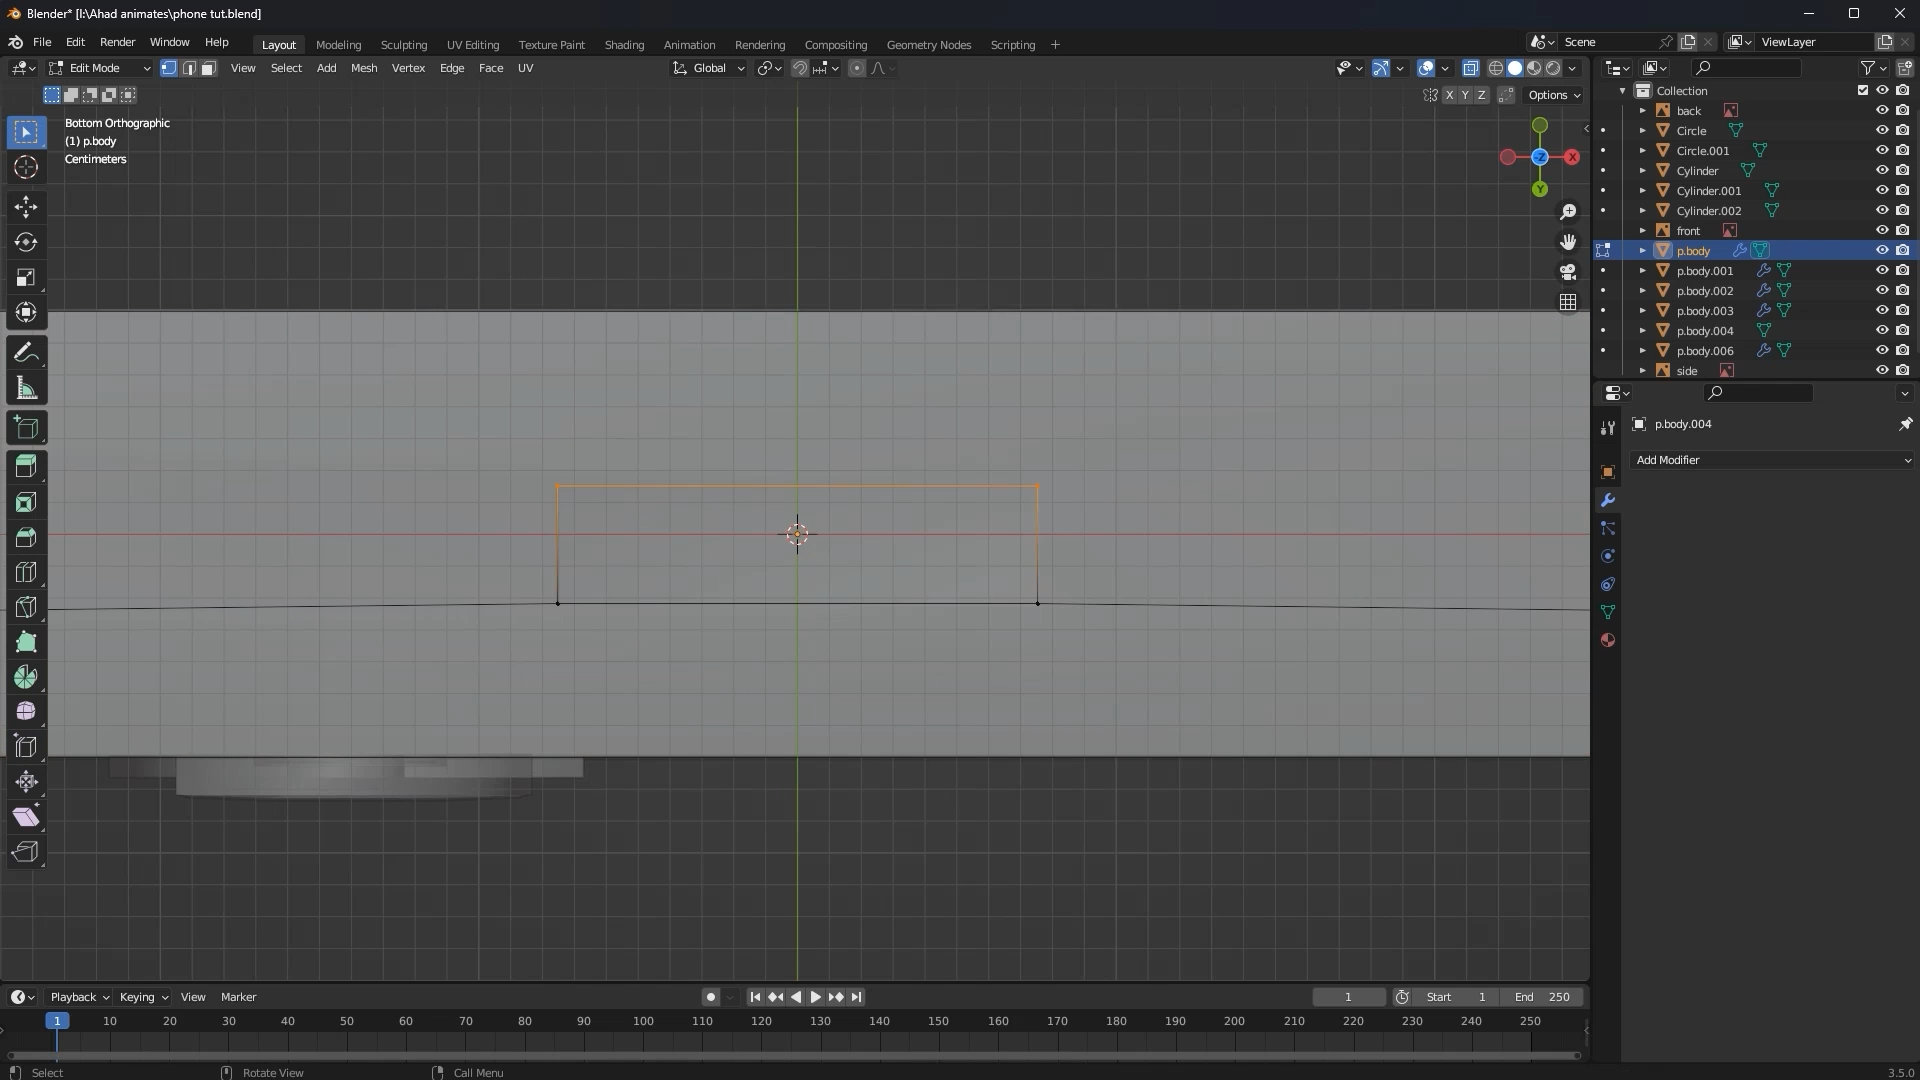 Blender* [I:\Ahad animates\phone tut.blend]
File Edit Render Window Help Layout Modeling Sculpting UV Editing Texture Paint Shading Animation Rendering Compositing Geometry Nodes Scripting + Scene ViewLayer
Edit Mode View Select Add Mesh Vertex Edge Face UV Global
X Y Z Options
Bottom Orthographic
(1) p.body
Centimeters
-Z X
Y
Collection
back
Circle
Circle.001
Cylinder
Cylinder.001
Cylinder.002
front
p.body
p.body.001
p.body.002
p.body.003
p.body.004
p.body.006
side
p.body.004
Add Modifier
Playback Keying View Marker 1 Start 1 End 250
1 10 20 30 40 50 60 70 80 90 100 110 120 130 140 150 160 170 180 190 200 210 220 230 240 250
Select Rotate View Call Menu 3.5.0